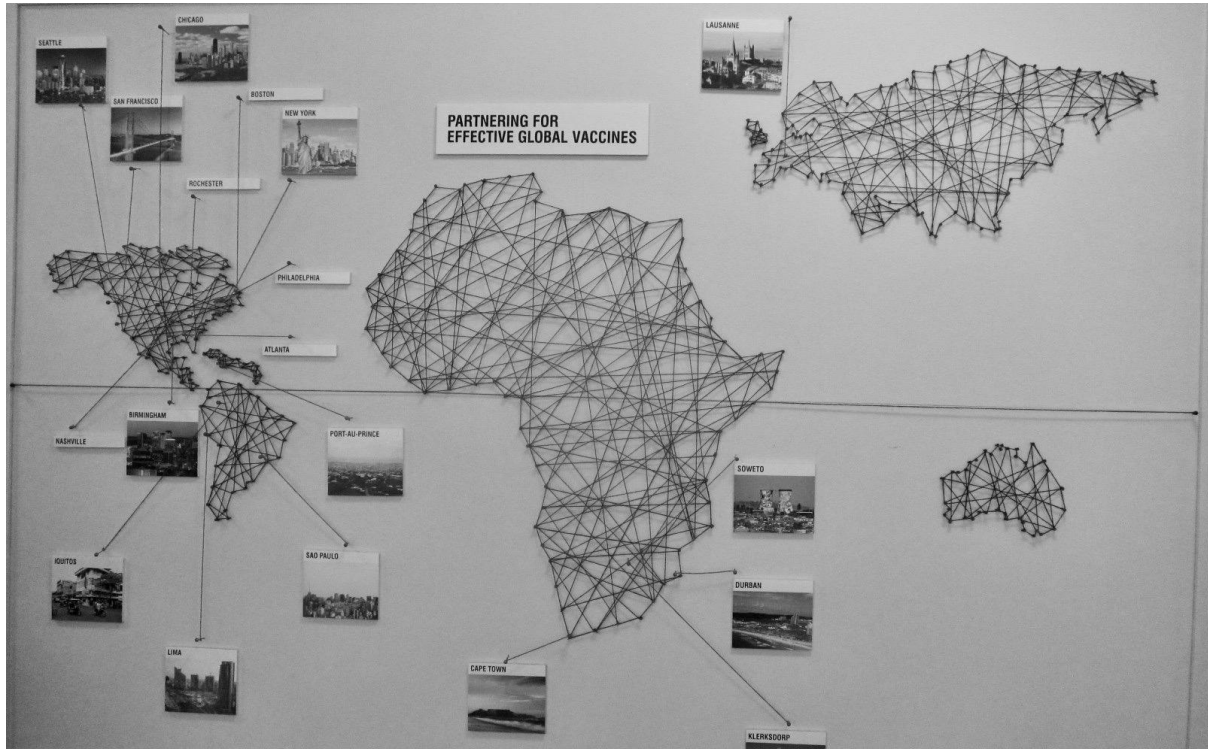 CHICAGO
SEATTLE
LAUSANNE
SAN FRANCISCO
BOSTON
NEW YORK
PARTNERING FOR
EFFECTIVE GLOBAL VACCINES
ROCHESTER
PHILADELPHIA
ATLANTA
BIRMINGHAM
NASHVILLE
PORT-AU-PRINCE
SOWETO
IQUITOS
SAO PAULO
DURBAN
LIMA
CAPE TOWN
KLERKSDORP